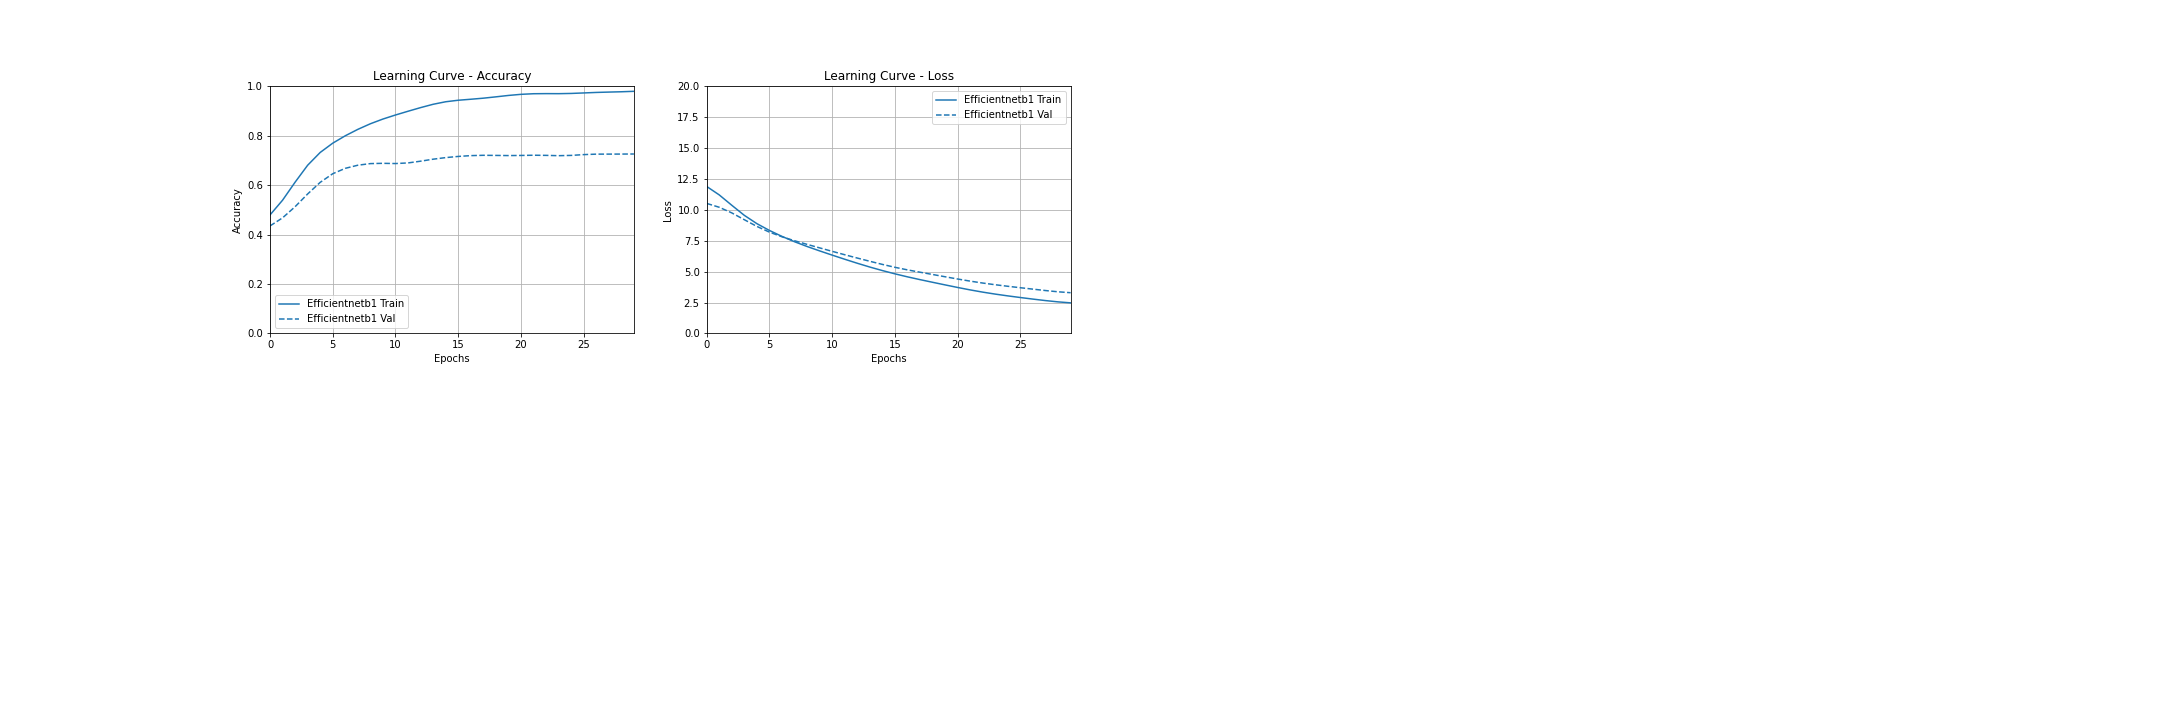 Learning Curve - Accuracy
1.0
0.8
0.6
0.4
0.2
0.0
Accuracy
Efficientnetb1 Train
Efficientnetb1 Val
0 5 10 15 20 25
Epochs
Learning Curve - Loss
20.0
17.5
15.0
12.5
10.0
7.5
5.0
2.5
0.0
Loss
Efficientnetb1 Train
Efficientnetb1 Val
0 5 10 15 20 25
Epochs